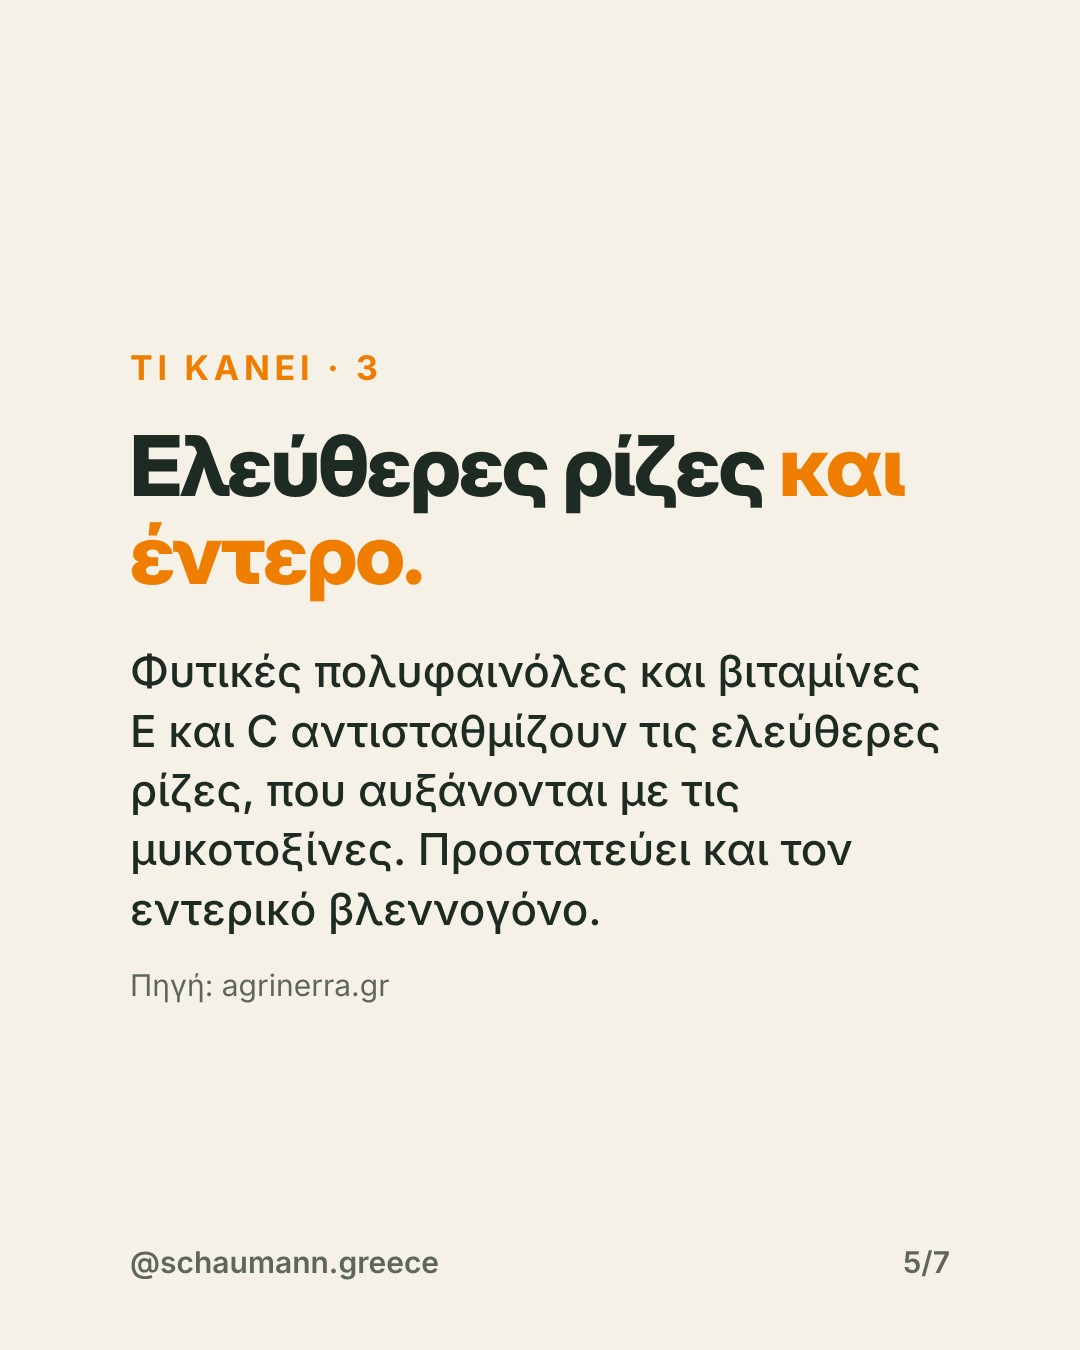 ΤΙ ΚΑΝΕΙ · 3
Ελεύθερες ρίζες και
έντερο.
Φυτικές πολυφαινόλες και βιταμίνες
E και C αντισταθμίζουν τις ελεύθερες
ρίζες, που αυξάνονται με τις
μυκοτοξίνες. Προστατεύει και τον
εντερικό βλεννογόνο.
Πηγή: agrinerra.gr
@schaumann.greece
5/7